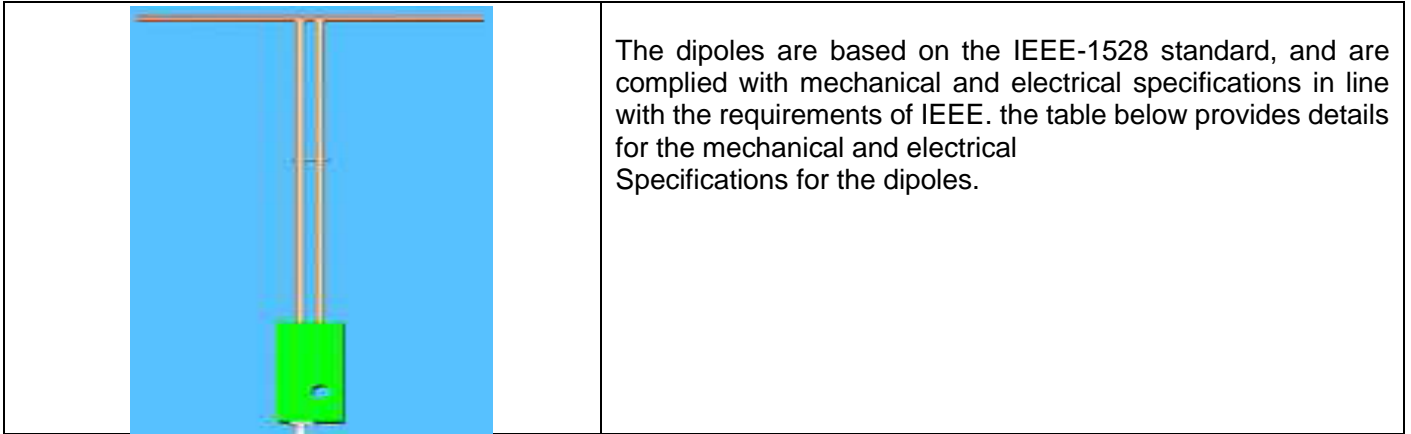 The dipoles are based on the IEEE-1528 standard, and are
complied with mechanical and electrical specifications in line
with the requirements of IEEE. the table below provides details
for the mechanical and electrical
Specifications for the dipoles.